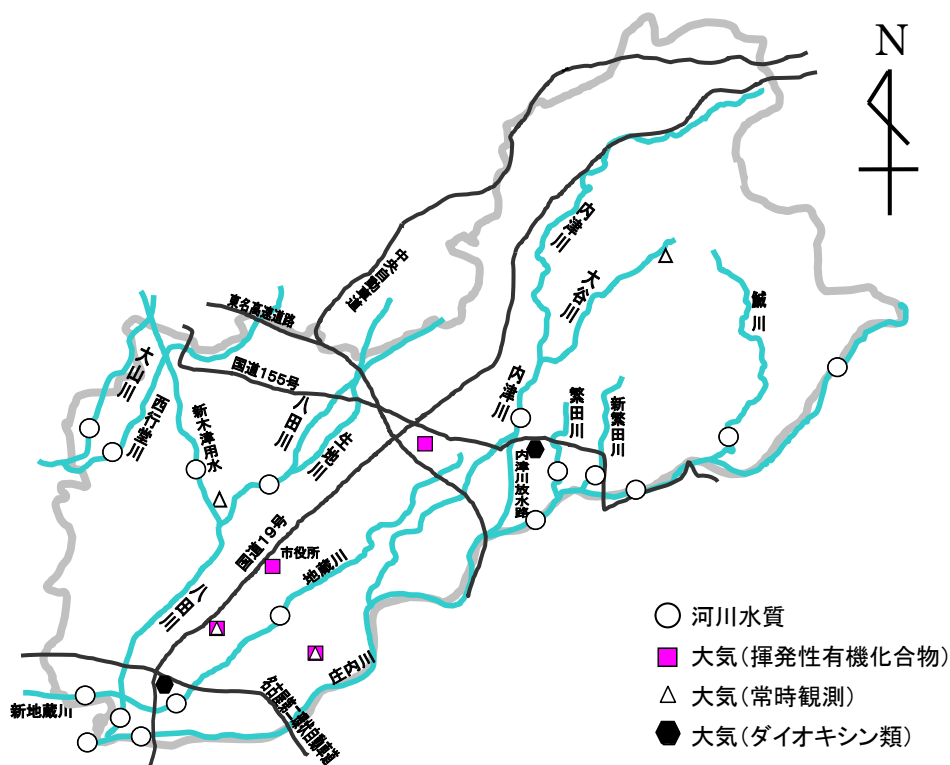 N
内津川
中央自動車道
大谷川
鯎川
東名高速道路
国道155号
大山川
西行堂川
新木津用水
八田川
生地川
内津川
繁田川
新繁田川
内津川放水路
国道19号
市役所
地蔵川
八田川
庄内川
新地蔵川
河川水質
大気(揮発性有機化合物)
大気(常時観測)
大気(ダイオキシン類)